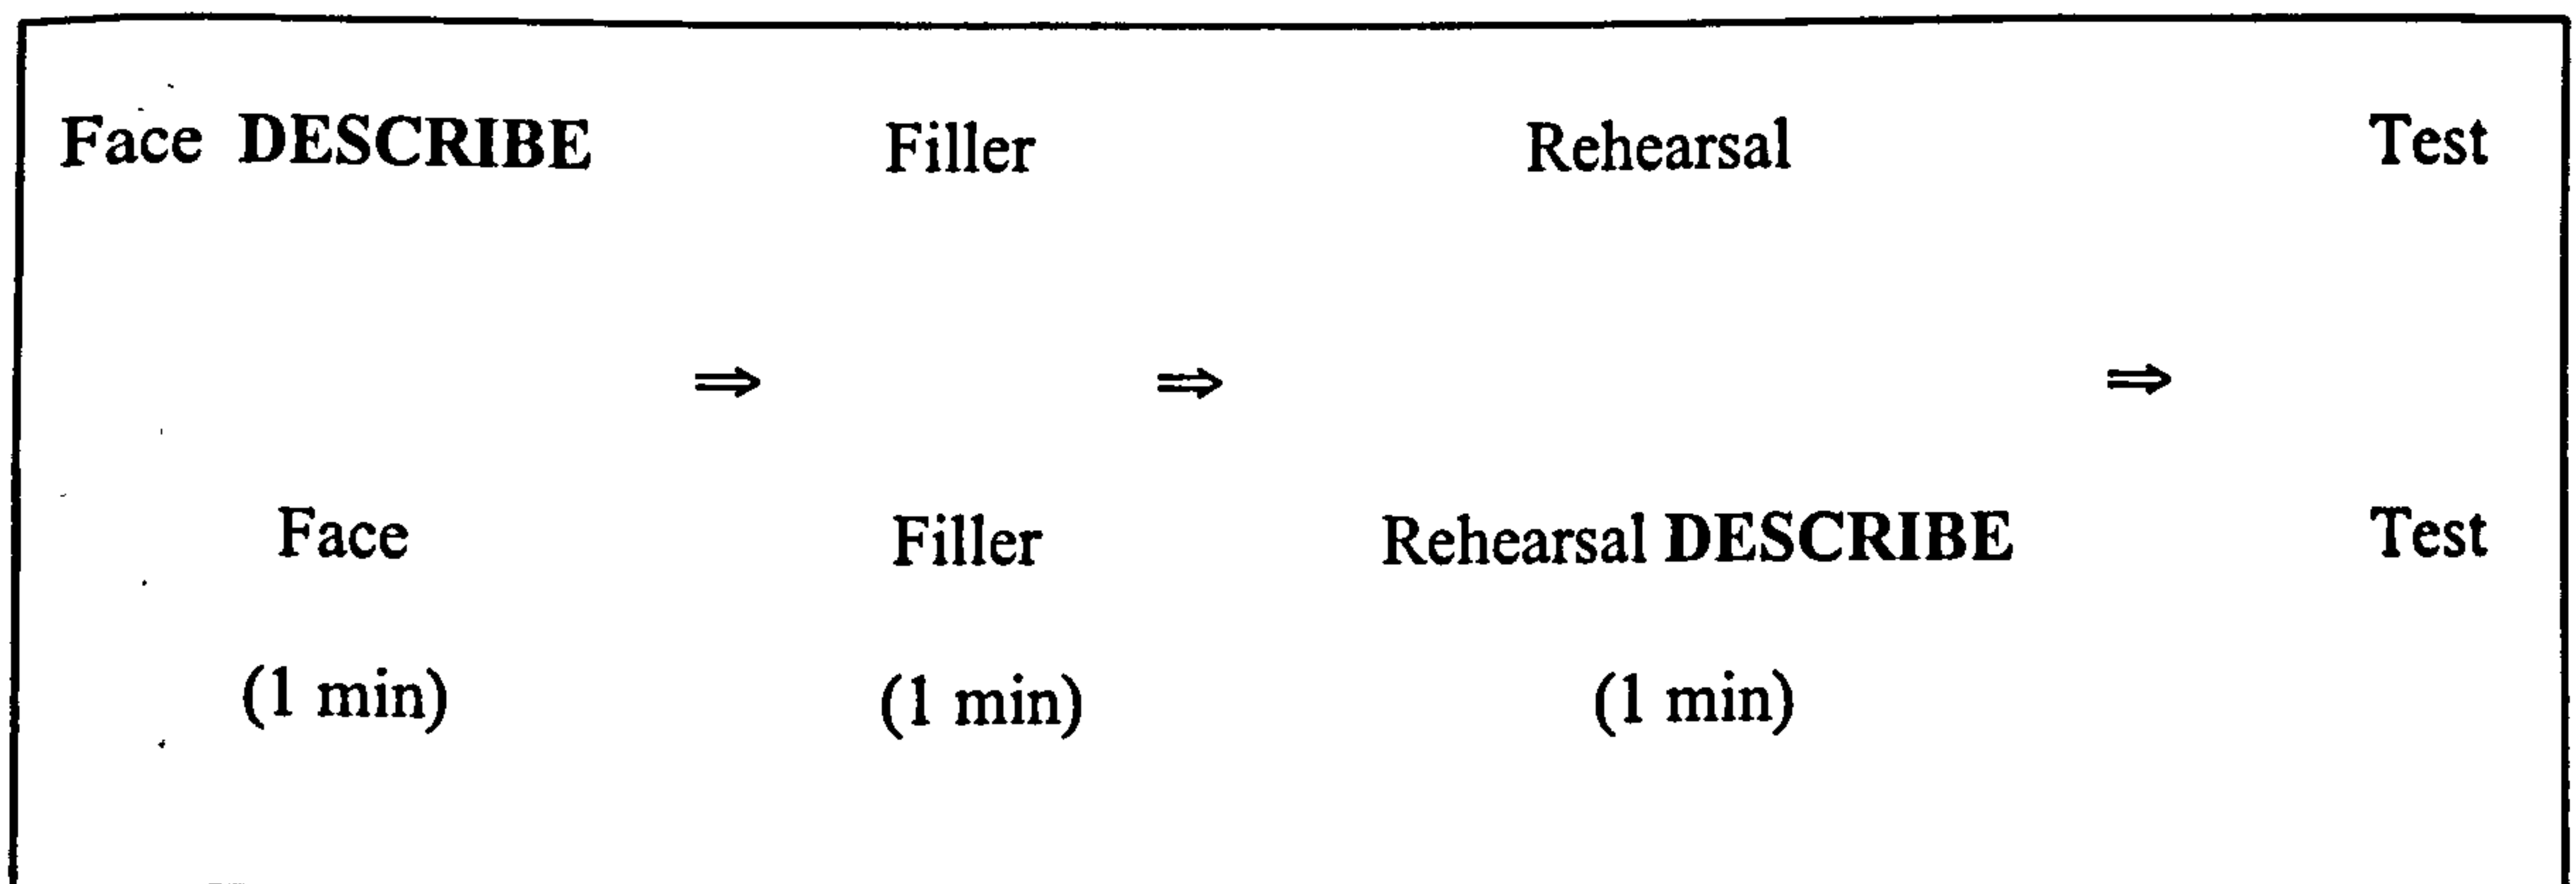 Face DESCRIBE Filler Rehearsal Test
⇒ ⇒ ⇒
Face Filler Rehearsal DESCRIBE Test
(1 min) (1 min) (1 min)